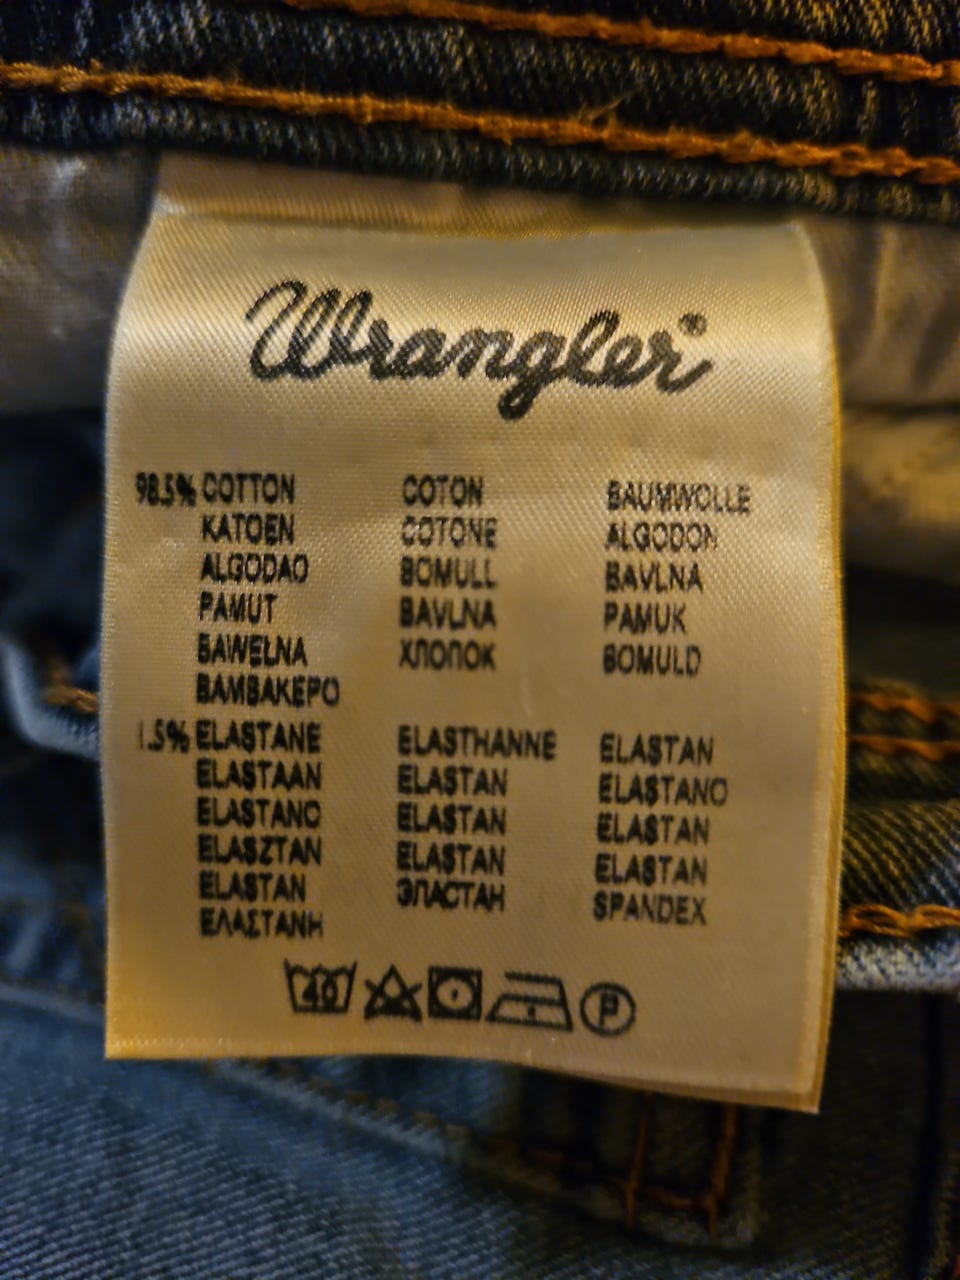 Wrangler®
98.5% COTTON COTON BAUMWOLLE
KATOEN COTONE ALGODON
ALGODAO BOMULL BAVLNA
PAMUT BAVLNA PAMUK
BAWEŁNA ХЛОПОК BOMULD
BAMBAKEPO
1.5% ELASTANE ELASTHANNE ELASTAN
ELASTAAN ELASTAN ELASTANO
ELASTANO ELASTAN ELASTAN
ELASZTAN ELASTAN ELASTAN
ELASTAN ЭЛАСТАН SPANDEX
ΕΛΑΣΤΑΝΗ
40 P